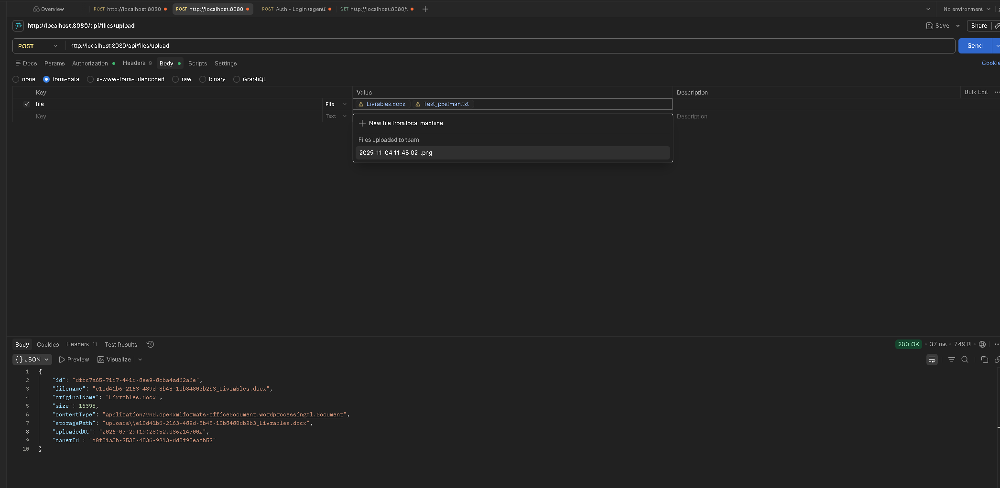 Overview POST http://localhost:8080 POST http://localhost:8080 POST Auth - Login (agent GET http://localhost:8080/ No environment
HTTP http://localhost:8080/api/files/upload Save Share
POST http://localhost:8080/api/files/upload Send
Docs Params Authorization Headers 9 Body Scripts Settings Cookie
none form-data x-www-form-urlencoded raw binary GraphQL
Key Value Description Bulk Edit
file File Livrables.docx Test_postman.txt
Key Text Description
New file from local machine
Files uploaded to team
2025-11-04 11_48_02-.png
Body Cookies Headers 11 Test Results 200 OK 37 ms 749 B
{} JSON Preview Visualize
1 {
2 "id": "dffc7a65-71d7-441d-8ee9-8cba4ad62a6e",
3 "filename": "e10d41b6-2163-489d-8b48-10b8480db2b3_Livrables.docx",
4 "originalName": "Livrables.docx",
5 "size": 16393,
6 "contentType": "application/vnd.openxmlformats-officedocument.wordprocessingml.document",
7 "storagePath": "uploads\\e10d41b6-2163-489d-8b48-10b8480db2b3_Livrables.docx",
8 "uploadedAt": "2026-07-29T19:23:52.036214700Z",
9 "ownerId": "a0f01a3b-2535-4836-9213-dd0f98eafb52"
10 }